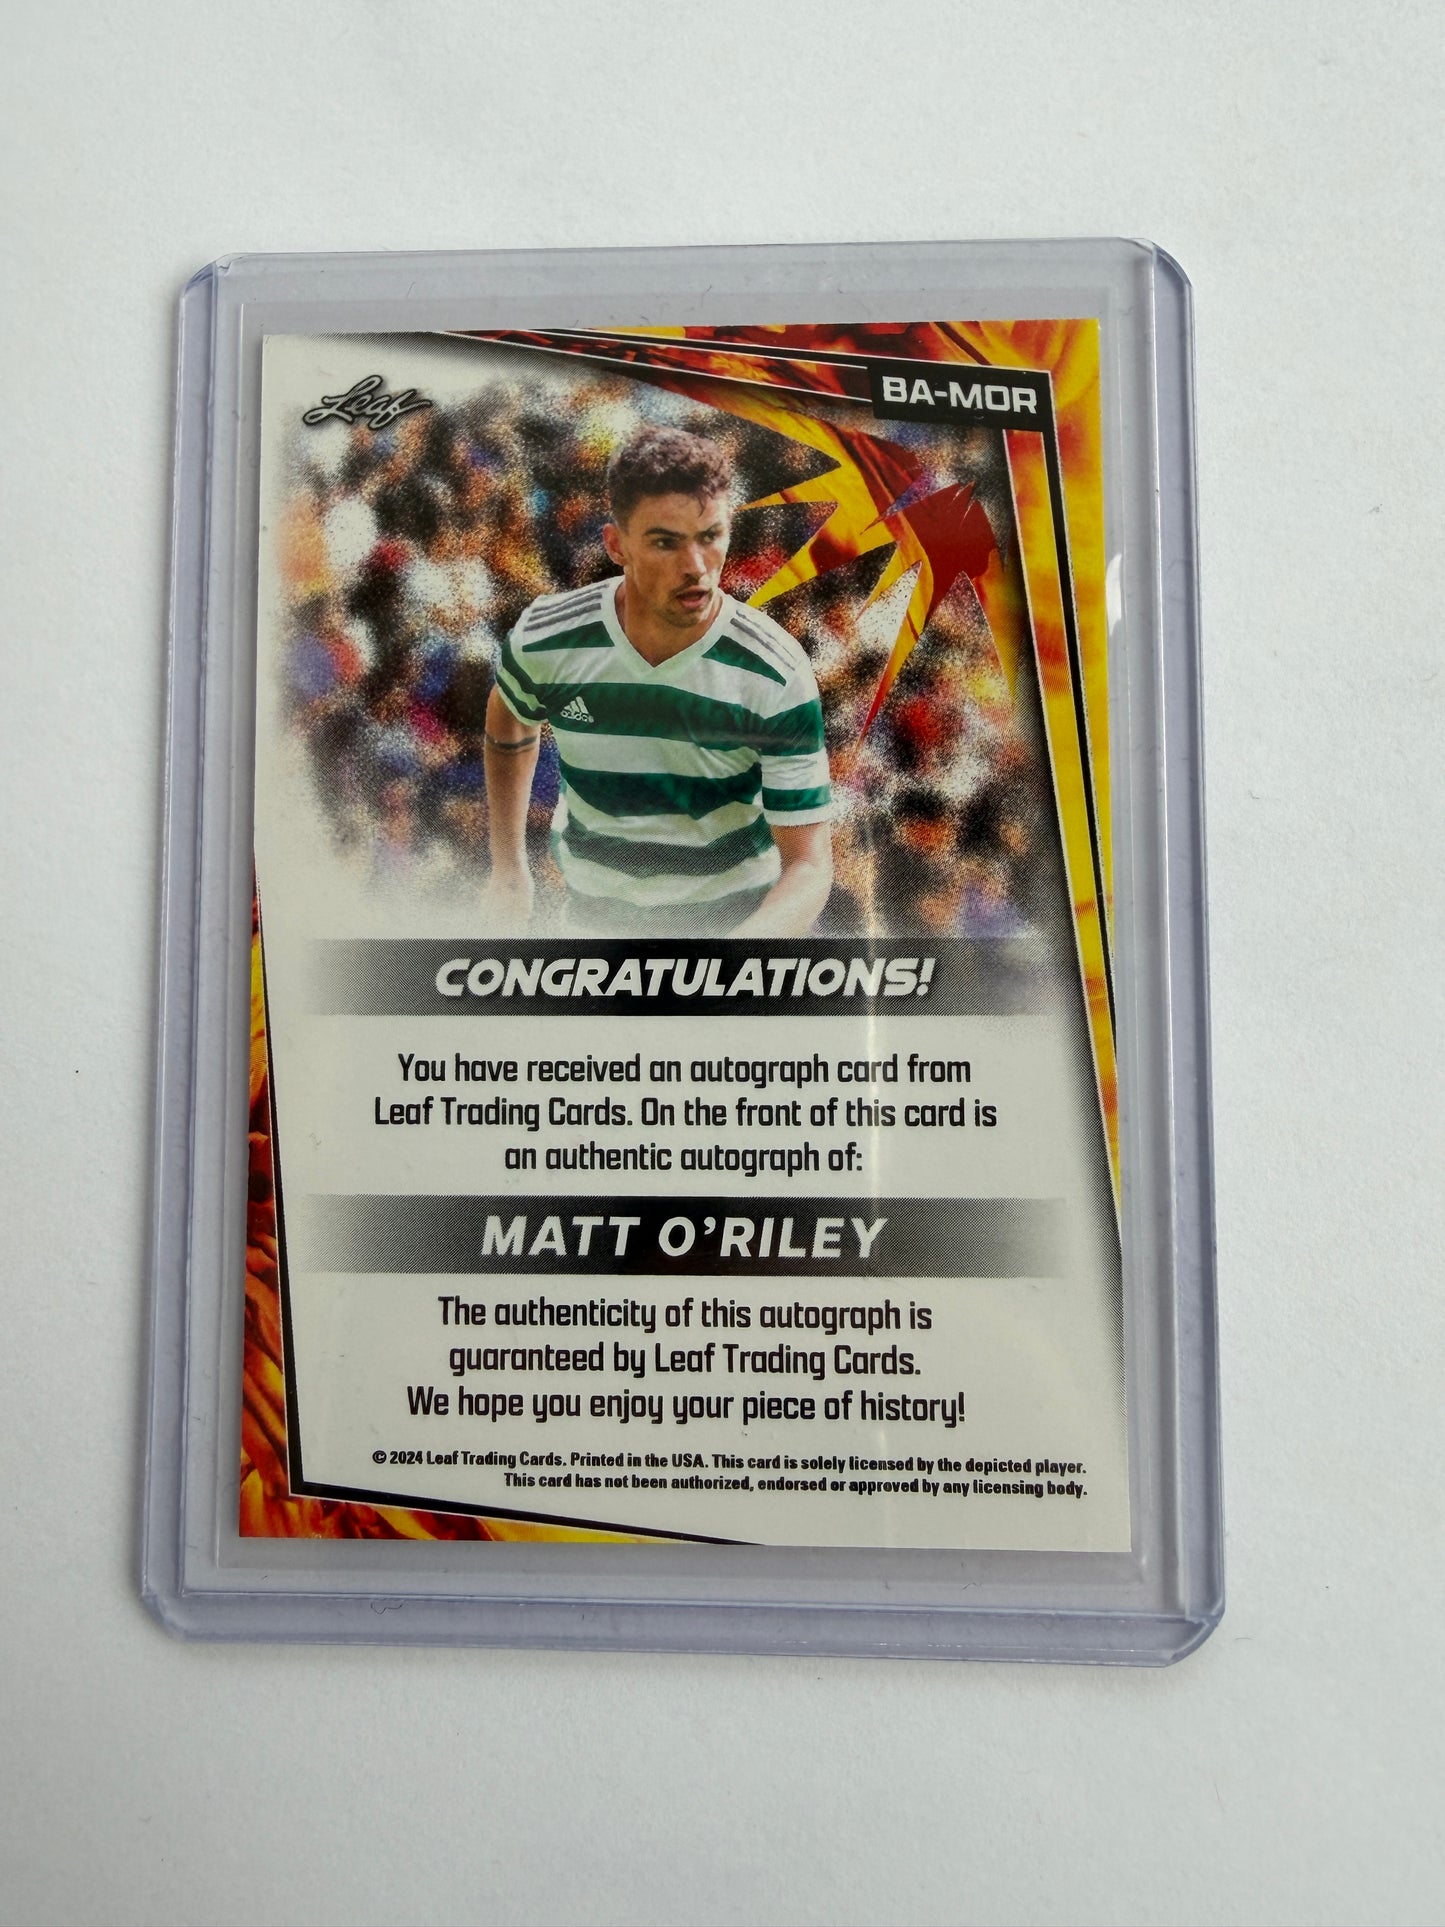 Leaf
BA-MOR
adidas
CONGRATULATIONS!
You have received an autograph card from
Leaf Trading Cards. On the front of this card is
an authentic autograph of:
MATT O'RILEY
The authenticity of this autograph is
guaranteed by Leaf Trading Cards.
We hope you enjoy your piece of history!
© 2024 Leaf Trading Cards. Printed in the USA. This card is solely licensed by the depicted player.
This card has not been authorized, endorsed or approved by any licensing body.